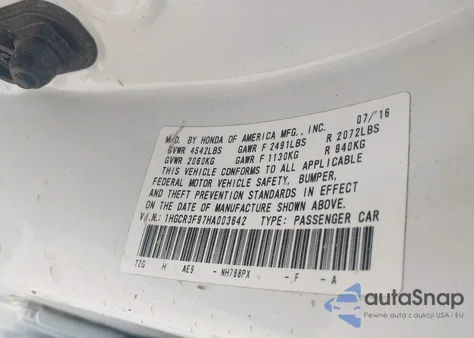 MFD. BY HONDA OF AMERICA MFG., INC. 07/'16
GVWR 4542LBS GAWR F 2491LBS R 2072LBS
GVWR 2060KG GAWR F 1130KG R 940KG
THIS VEHICLE CONFORMS TO ALL APPLICABLE
FEDERAL MOTOR VEHICLE SAFETY, BUMPER,
AND THEFT PREVENTION STANDARDS IN EFFECT
ON THE DATE OF MANUFACTURE SHOWN ABOVE.
V.I.N.: 1HGCR3F97HA003642 TYPE: PASSENGER CAR
T2G H AE9 - NH788PX - F - A
autoSnap
Pewne auta z USA i Kanady